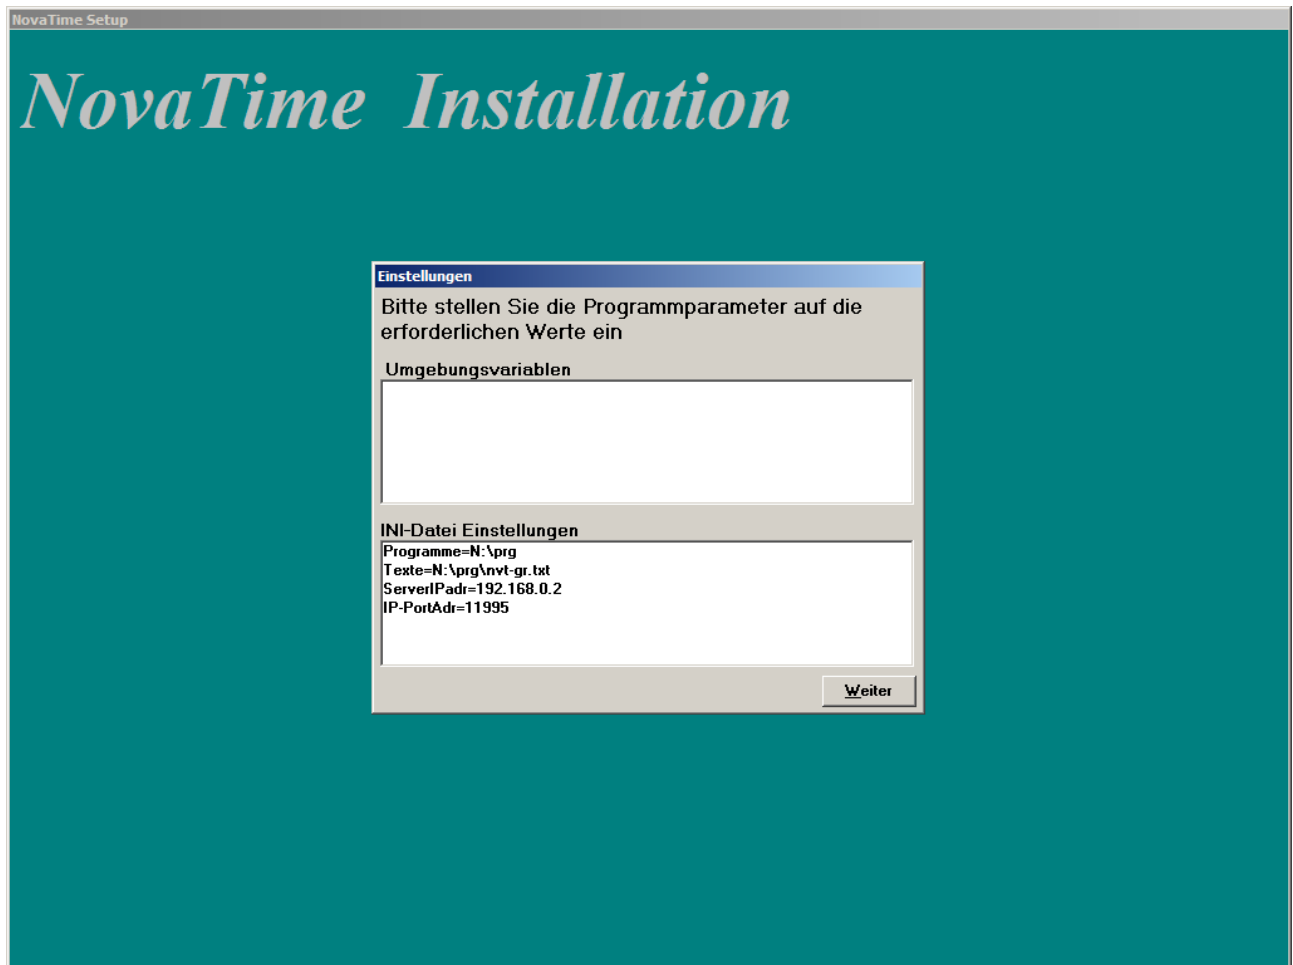 NovaTime Setup
NovaTime Installation
Einstellungen
Bitte stellen Sie die Programmparameter auf die
erforderlichen Werte ein
Umgebungsvariablen
INI-Datei Einstellungen
Programme=N:\prg
Texte=N:\prg\nvt-gr.txt
ServerIPadr=192.168.0.2
IP-PortAdr=11995
Weiter